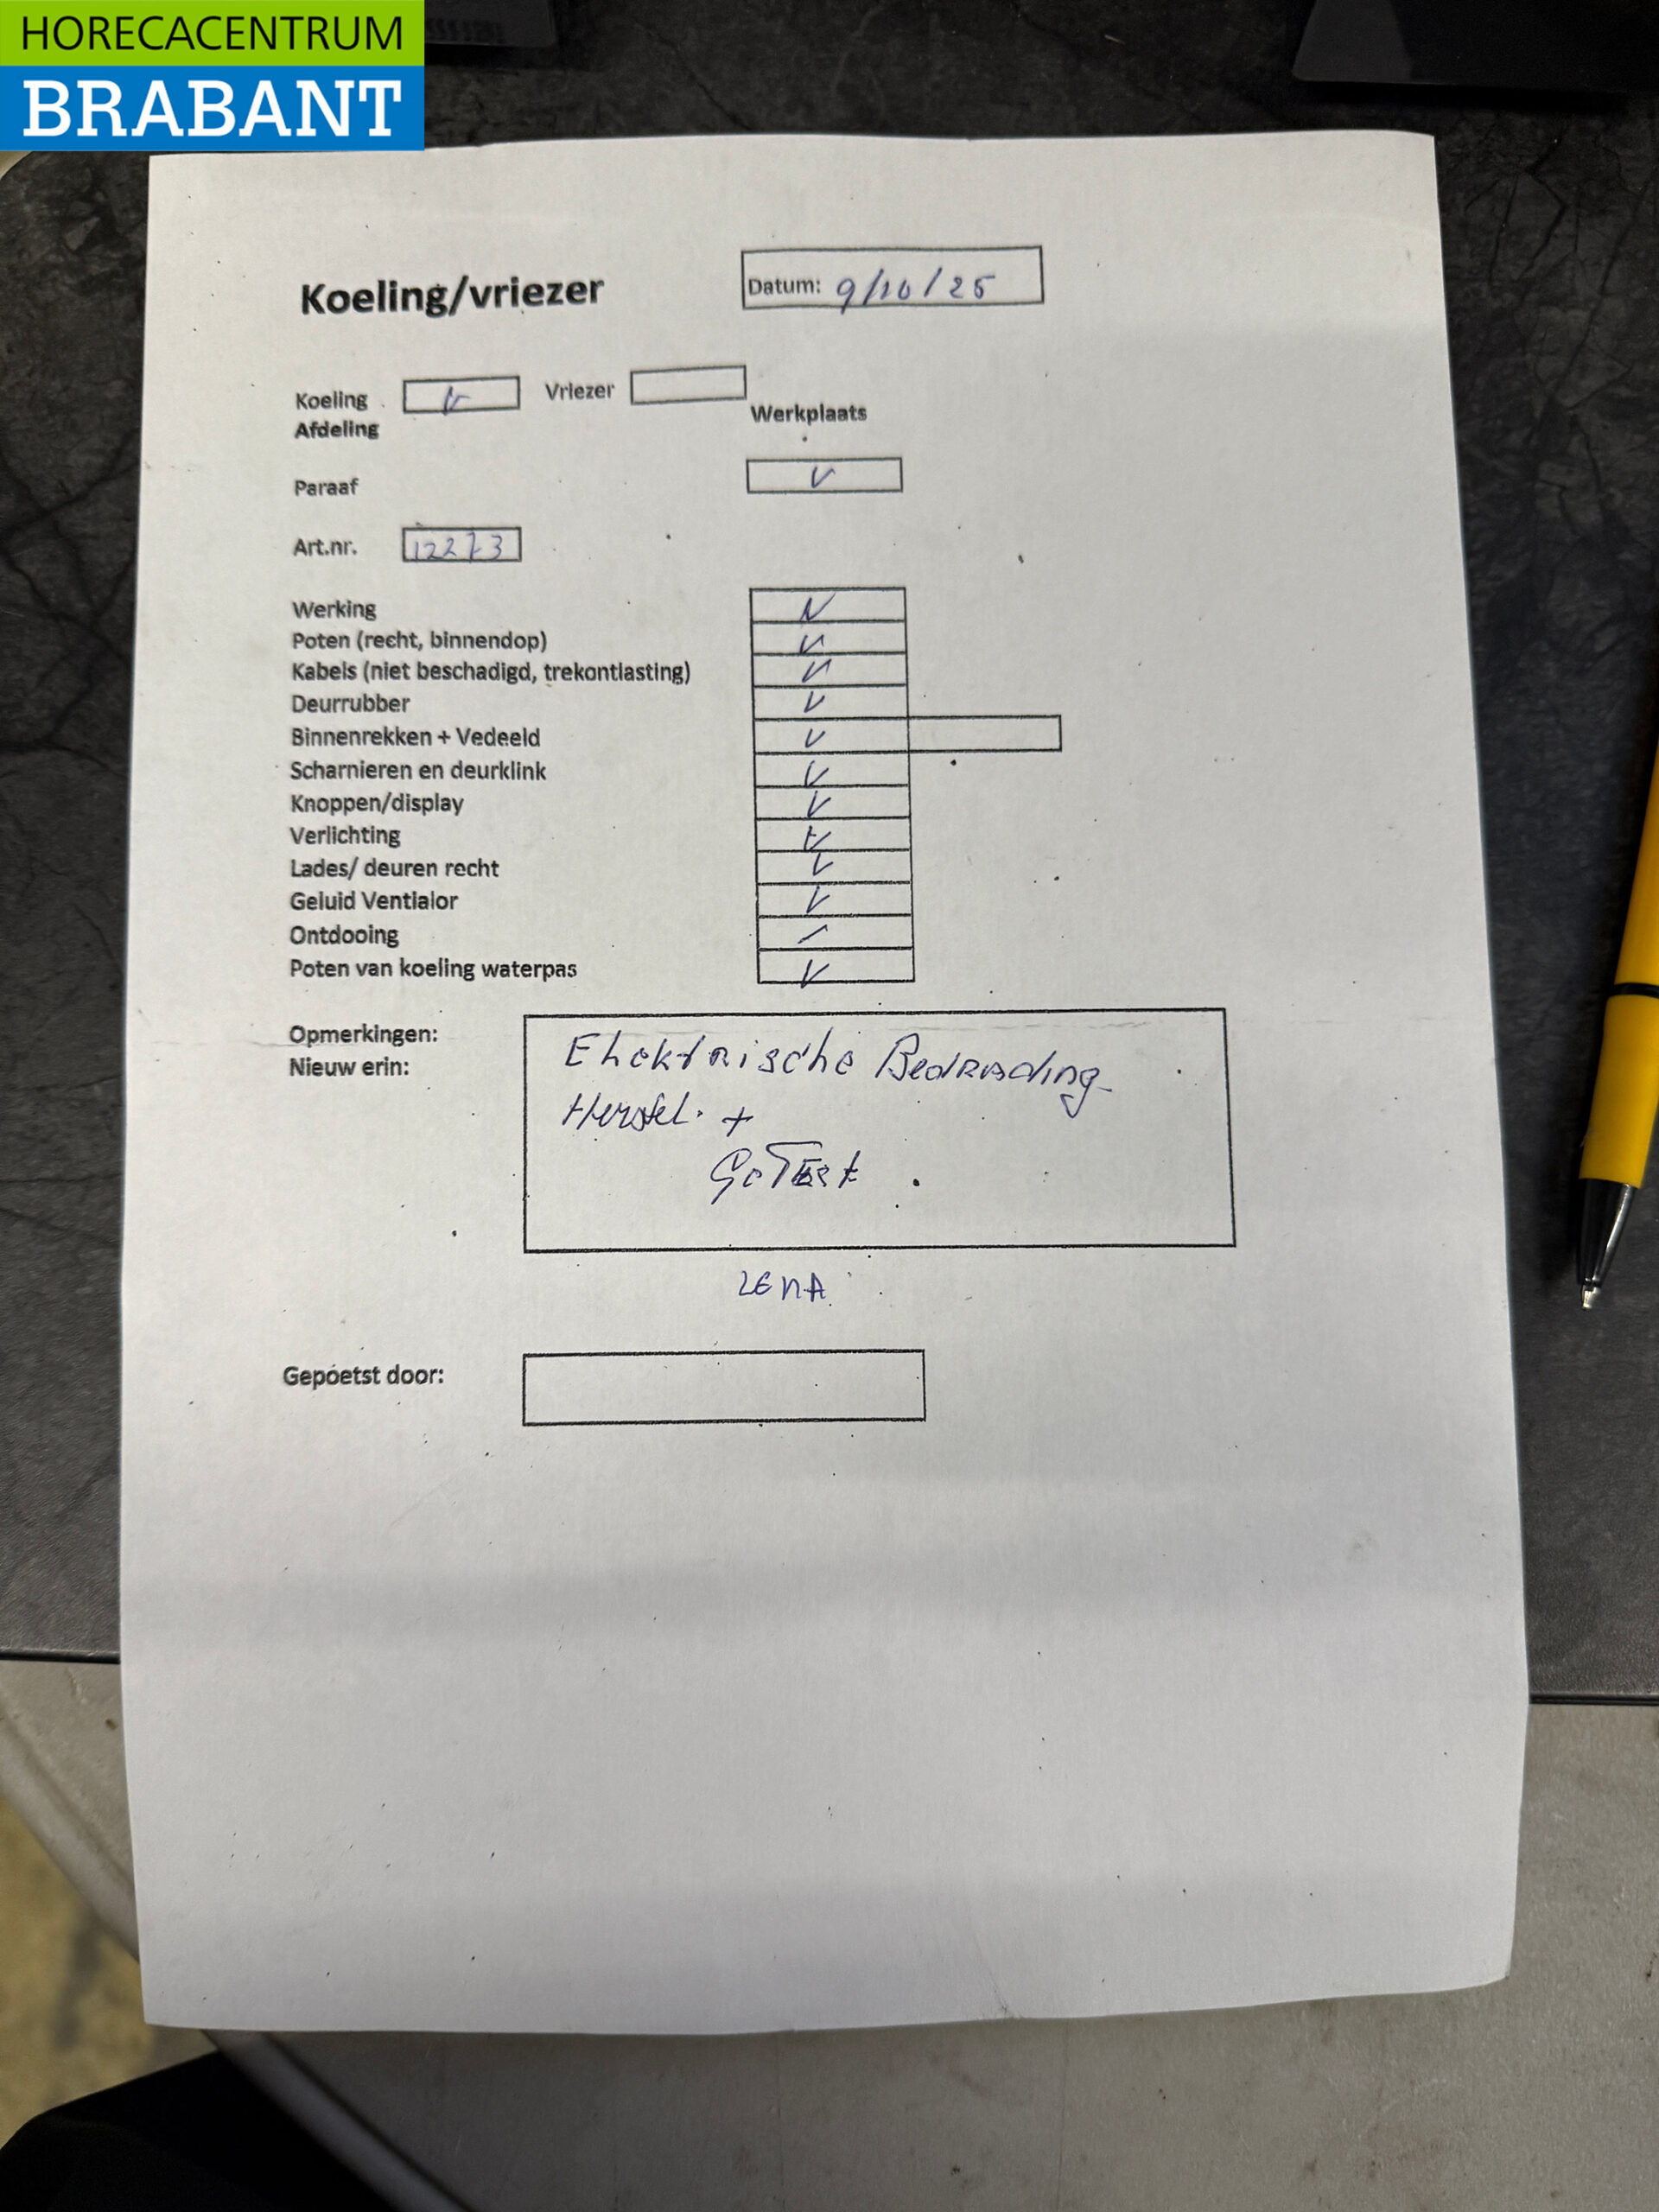 HORECACENTRUM
BRABANT
Koeling/vriezer
Datum: 9/10/25
Koeling V Vriezer
Afdeling
Werkplaats
Paraaf V
Art.nr. 12273
Werking V
Poten (recht, binnendop) V
Kabels (niet beschadigd, trekontlasting) V
Deurrubber V
Binnenrekken + Vedeeld V
Scharnieren en deurklink V
Knoppen/display V
Verlichting V
Lades/ deuren recht V
Geluid Ventialor V
Ontdooing –
Poten van koeling waterpas V
Opmerkingen:
Nieuw erin:
Elektrische Bedrading
Herstel. +
GeTest .
LENA
Gepoetst door: